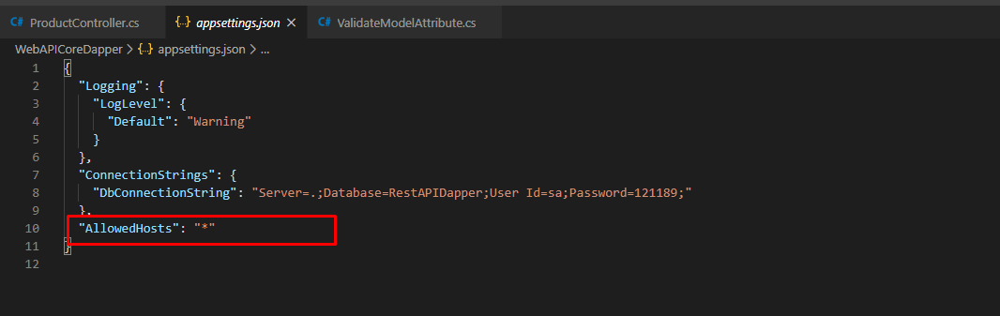 C# ProductController.cs {..} appsettings.json × C# ValidateModelAttribute.cs
WebAPICoreDapper > {..} appsettings.json > ...
1 {
2 "Logging": {
3 "LogLevel": {
4 "Default": "Warning"
5 }
6 },
7 "ConnectionStrings": {
8 "DbConnectionString": "Server=.;Database=RestAPIDapper;User Id=sa;Password=121189;"
9 },
10 "AllowedHosts": "*"
11 }
12